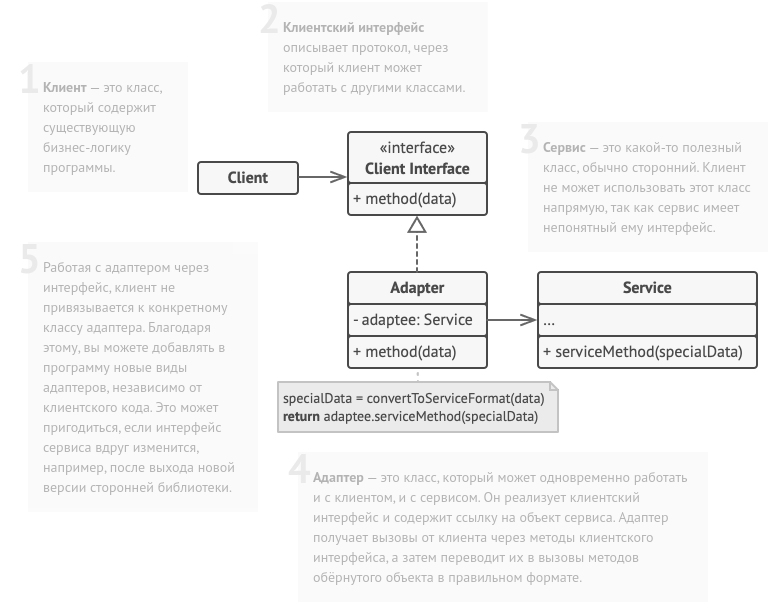 1
Клиент — это класс,
который содержит
существующую
бизнес-логику
программы.
2
Клиентский интерфейс
описывает протокол, через
который клиент может
работать с другими классами.
3
Сервис — это какой-то полезный
класс, обычно сторонний. Клиент
не может использовать этот класс
напрямую, так как сервис имеет
непонятный ему интерфейс.
Client
«interface»
Client Interface
+ method(data)
Adapter
- adaptee: Service
+ method(data)
Service
...
+ serviceMethod(specialData)
specialData = convertToServiceFormat(data)
return adaptee.serviceMethod(specialData)
5
Работая с адаптером через
интерфейс, клиент не
привязывается к конкретному
классу адаптера. Благодаря
этому, вы можете добавлять в
программу новые виды
адаптеров, независимо от
клиентского кода. Это может
пригодиться, если интерфейс
сервиса вдруг изменится,
например, после выхода новой
версии сторонней библиотеки.
4
Адаптер — это класс, который может одновременно работать
и с клиентом, и с сервисом. Он реализует клиентский
интерфейс и содержит ссылку на объект сервиса. Адаптер
получает вызовы от клиента через методы клиентского
интерфейса, а затем переводит их в вызовы методов
обёрнутого объекта в правильном формате.